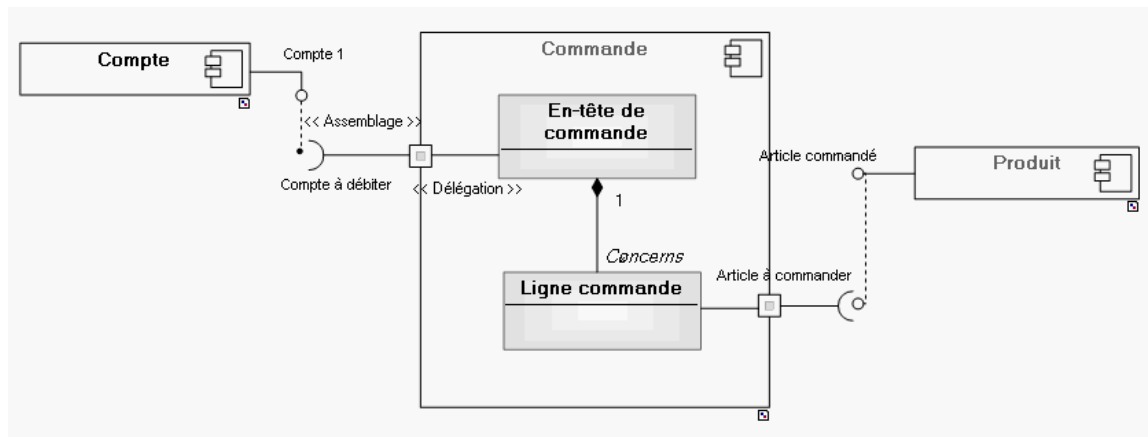 Compte
Compte 1
<< Assemblage >>
Compte à débiter
<< Délégation >>
Commande
En-tête de
commande
1
Concerns
Ligne commande
Article à commander
Article commandé
Produit